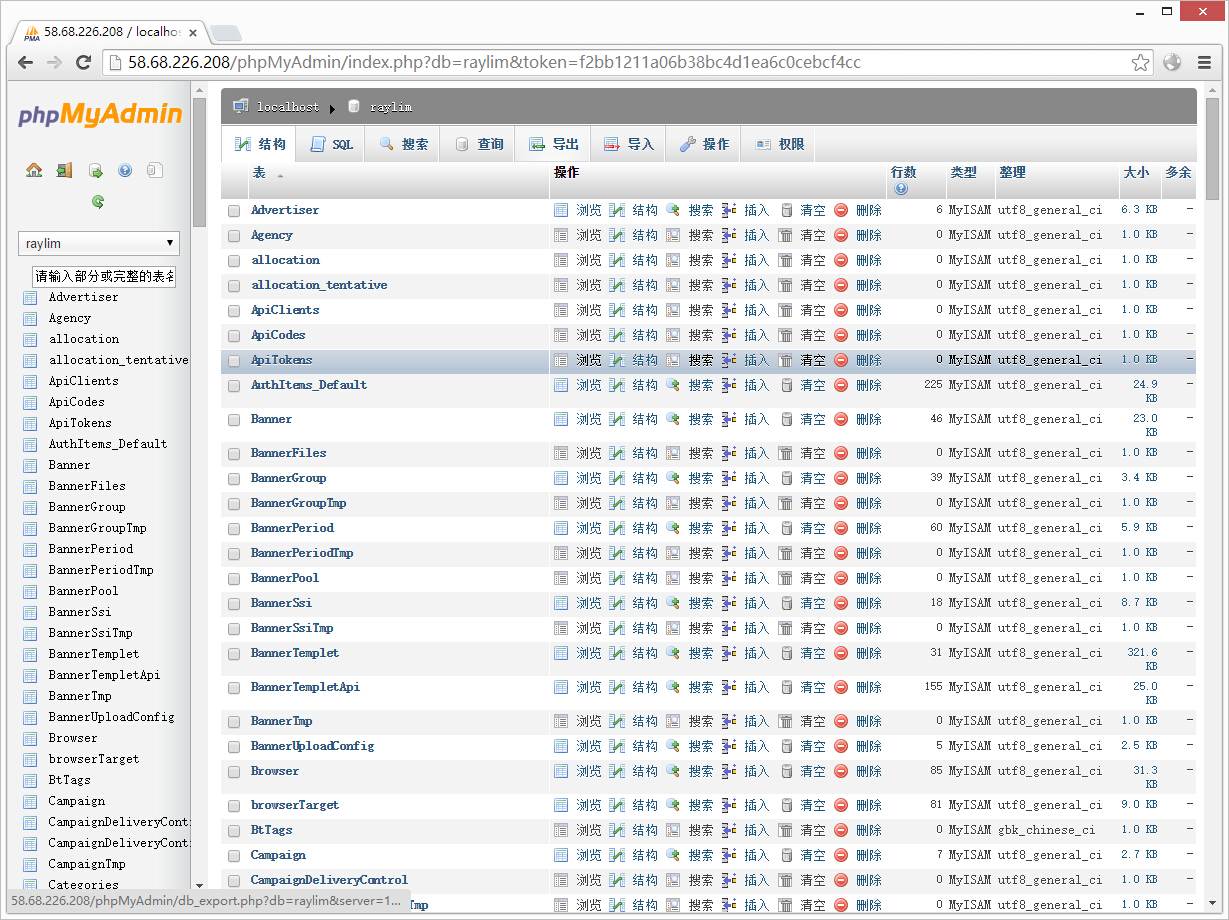 58.68.226.208 / localhos
58.68.226.208/phpMyAdmin/index.php?db=raylim&token=f2bb1211a06b38bc4d1ea6c0cebcf4cc
phpMyAdmin
raylim
请输入部分或完整的表名
Advertiser
Agency
allocation
allocation_tentative
ApiClients
ApiCodes
ApiTokens
AuthItems_Default
Banner
BannerFiles
BannerGroup
BannerGroupTmp
BannerPeriod
BannerPeriodTmp
BannerPool
BannerSsi
BannerSsiTmp
BannerTemplet
BannerTempletApi
BannerTmp
BannerUploadConfig
Browser
browserTarget
BtTags
Campaign
CampaignDeliveryCont
CampaignDeliveryCont
CampaignTmp
Categories
localhost raylim
结构 SQL 搜索 查询 导出 导入 操作 权限
表 操作 行数 类型 整理 大小 多余
Advertiser 浏览 结构 搜索 插入 清空 删除 6 MyISAM utf8_general_ci 6.3 KB -
Agency 浏览 结构 搜索 插入 清空 删除 0 MyISAM utf8_general_ci 1.0 KB -
allocation 浏览 结构 搜索 插入 清空 删除 0 MyISAM utf8_general_ci 1.0 KB -
allocation_tentative 浏览 结构 搜索 插入 清空 删除 0 MyISAM utf8_general_ci 1.0 KB -
ApiClients 浏览 结构 搜索 插入 清空 删除 0 MyISAM utf8_general_ci 1.0 KB -
ApiCodes 浏览 结构 搜索 插入 清空 删除 0 MyISAM utf8_general_ci 1.0 KB -
ApiTokens 浏览 结构 搜索 插入 清空 删除 0 MyISAM utf8_general_ci 1.0 KB -
AuthItems_Default 浏览 结构 搜索 插入 清空 删除 225 MyISAM utf8_general_ci 24.9 -
KB
Banner 浏览 结构 搜索 插入 清空 删除 46 MyISAM utf8_general_ci 23.0 -
KB
BannerFiles 浏览 结构 搜索 插入 清空 删除 0 MyISAM utf8_general_ci 1.0 KB -
BannerGroup 浏览 结构 搜索 插入 清空 删除 39 MyISAM utf8_general_ci 3.4 KB -
BannerGroupTmp 浏览 结构 搜索 插入 清空 删除 0 MyISAM utf8_general_ci 1.0 KB -
BannerPeriod 浏览 结构 搜索 插入 清空 删除 60 MyISAM utf8_general_ci 5.9 KB -
BannerPeriodTmp 浏览 结构 搜索 插入 清空 删除 0 MyISAM utf8_general_ci 1.0 KB -
BannerPool 浏览 结构 搜索 插入 清空 删除 0 MyISAM utf8_general_ci 1.0 KB -
BannerSsi 浏览 结构 搜索 插入 清空 删除 18 MyISAM utf8_general_ci 8.7 KB -
BannerSsiTmp 浏览 结构 搜索 插入 清空 删除 0 MyISAM utf8_general_ci 1.0 KB -
BannerTemplet 浏览 结构 搜索 插入 清空 删除 31 MyISAM utf8_general_ci 321.6 -
KB
BannerTempletApi 浏览 结构 搜索 插入 清空 删除 155 MyISAM utf8_general_ci 25.0 -
KB
BannerTmp 浏览 结构 搜索 插入 清空 删除 0 MyISAM utf8_general_ci 1.0 KB -
BannerUploadConfig 浏览 结构 搜索 插入 清空 删除 5 MyISAM utf8_general_ci 2.5 KB -
Browser 浏览 结构 搜索 插入 清空 删除 85 MyISAM utf8_general_ci 31.3 -
KB
browserTarget 浏览 结构 搜索 插入 清空 删除 81 MyISAM utf8_general_ci 9.0 KB -
BtTags 浏览 结构 搜索 插入 清空 删除 0 MyISAM gbk_chinese_ci 1.0 KB -
Campaign 浏览 结构 搜索 插入 清空 删除 7 MyISAM utf8_general_ci 2.7 KB -
CampaignDeliveryControl 浏览 结构 搜索 插入 清空 删除 0 MyISAM utf8_general_ci 1.0 KB -
Tmp 浏览 结构 搜索 插入 清空 删除 0 MyISAM utf8_general_ci 1.0 KB -
58.68.226.208/phpMyAdmin/db_export.php?db=raylim&server=1...